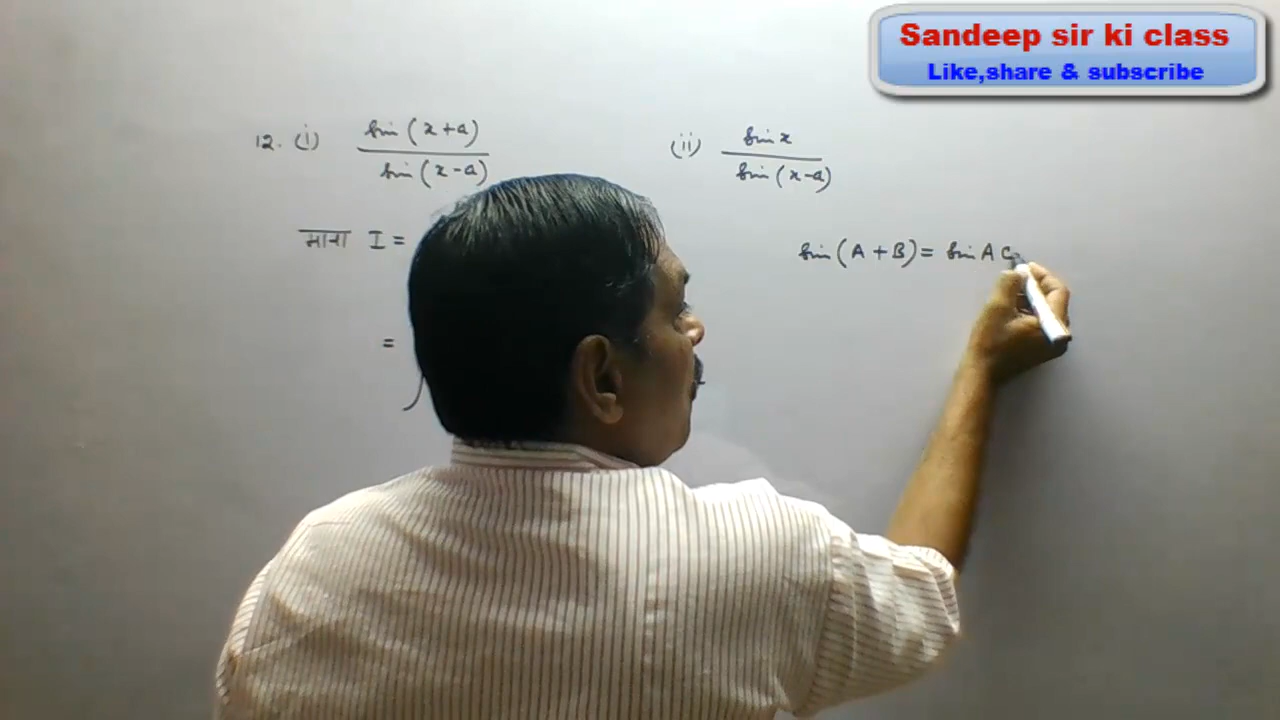 Sandeep sir ki class
Like,share & subscribe
12. (i) sin (x+a) / sin (x-a)
(ii) sin x / sin (x-a)
माना I =
sin (A + B) = sin A C
=